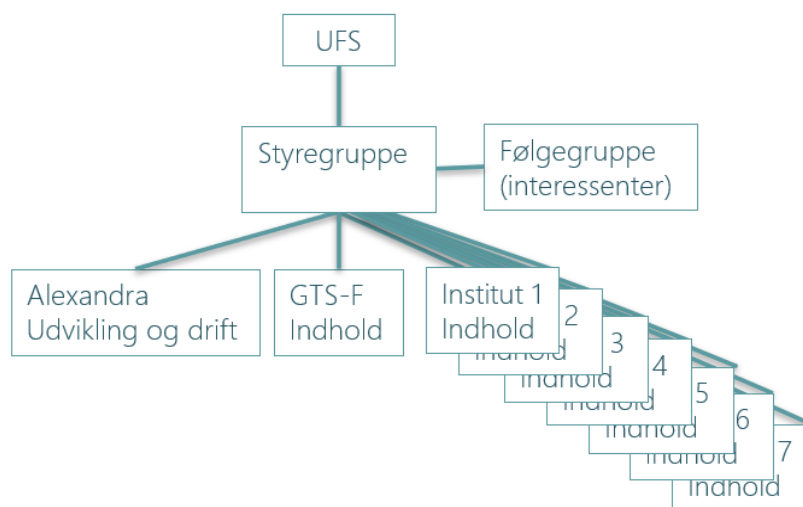 UFS
Styregruppe
Følgegruppe
(interessenter)
Alexandra
Udvikling og drift
GTS-F
Indhold
Institut 1
Indhold
2
Indhold
3
Indhold
4
Indhold
5
Indhold
6
Indhold
7
Indhold